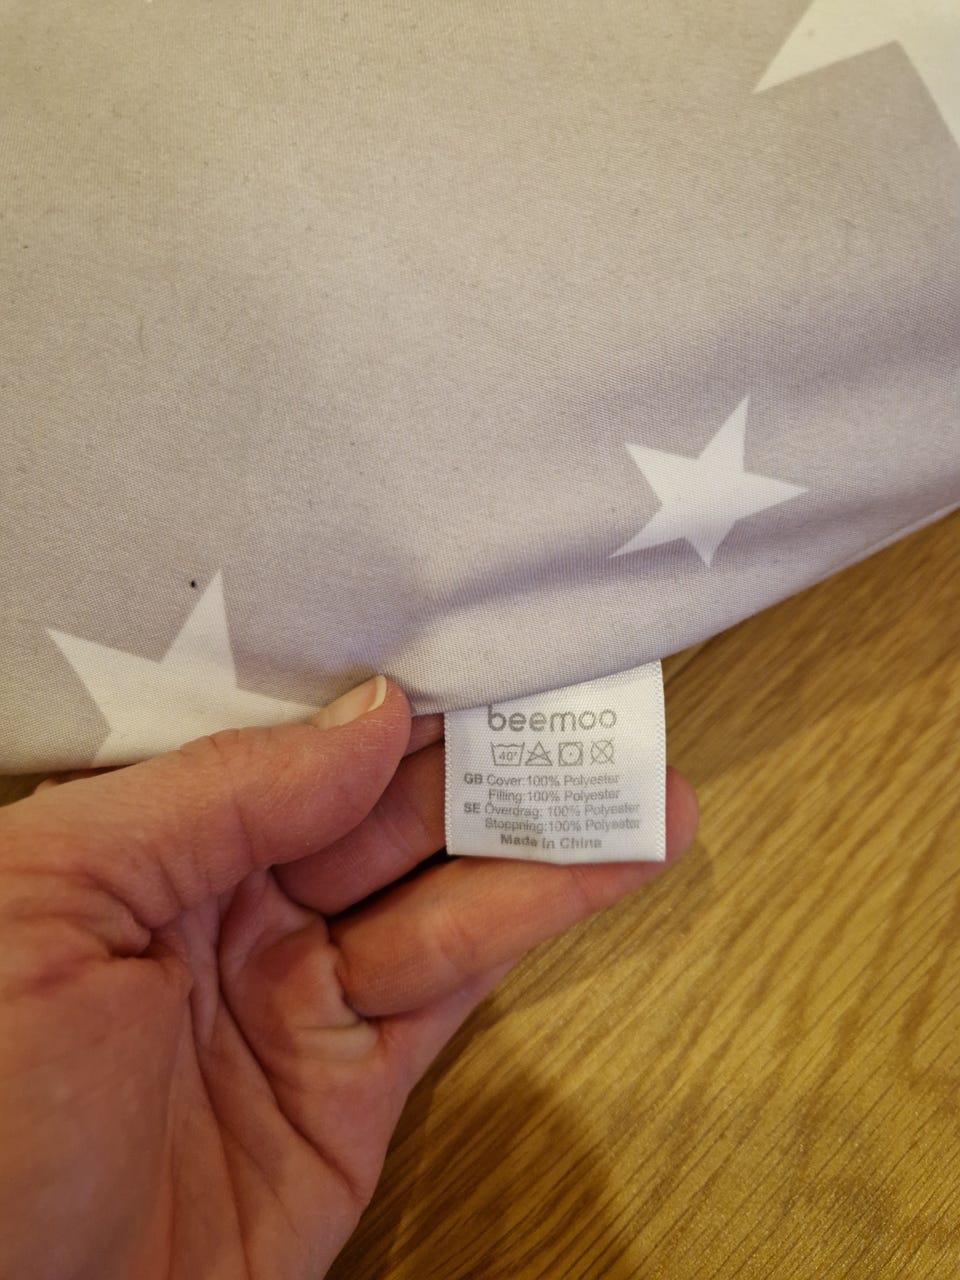 beemoo
40°
GB Cover:100% Polyester
Filling:100% Polyester
SE Överdrag: 100% Polyester
Stoppning:100% Polyester
Made in China